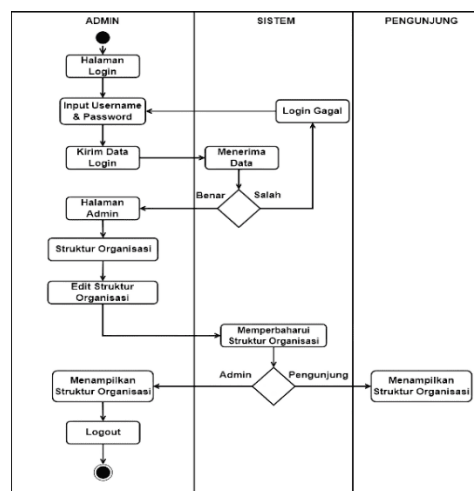 ADMIN
SISTEM
PENGUNJUNG
Halaman
Login
Input Username
& Password
Login Gagal
Kirim Data
Login
Menerima
Data
Benar
Salah
Halaman
Admin
Struktur Organisasi
Edit Struktur
Organisasi
Memperbaharui
Struktur Organisasi
Admin
Pengunjung
Menampilkan
Struktur Organisasi
Menampilkan
Struktur Organisasi
Logout